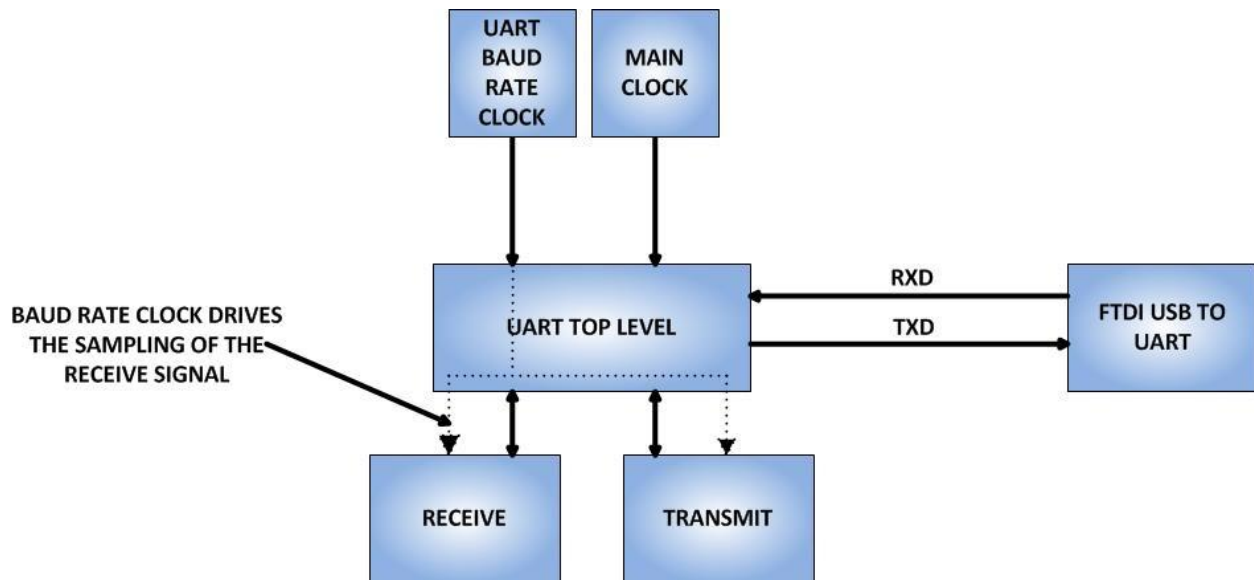 UART
BAUD
RATE
CLOCK
MAIN
CLOCK
UART TOP LEVEL
RXD
TXD
FTDI USB TO
UART
BAUD RATE CLOCK DRIVES
THE SAMPLING OF THE
RECEIVE SIGNAL
RECEIVE
TRANSMIT